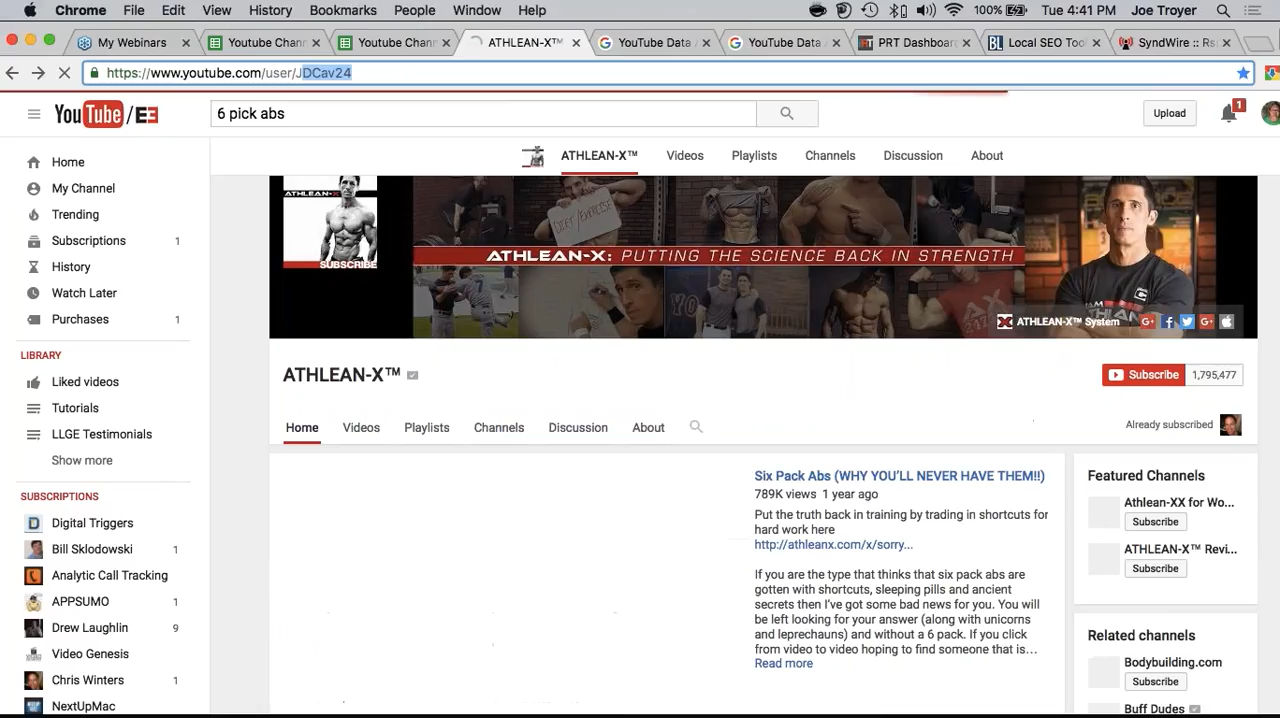 Chrome File Edit View History Bookmarks People Window Help 100% Tue 4:41 PM Joe Troyer
My Webinars Youtube Chann Youtube Chann ATHLEAN-X™ YouTube Data YouTube Data PRT Dashboard Local SEO Too SyndWire :: Rs
https://www.youtube.com/user/JDCav24
YouTube /
6 pick abs
Upload
1
ATHLEAN-X™ Videos Playlists Channels Discussion About
Home
My Channel
Trending
Subscriptions 1
History
Watch Later
Purchases 1
LIBRARY
Liked videos
Tutorials
LLGE Testimonials
Show more
SUBSCRIPTIONS
Digital Triggers
Bill Sklodowski 1
Analytic Call Tracking
APPSUMO 1
Drew Laughlin 9
Video Genesis
Chris Winters 1
NextUpMac
ATHLEAN-X
SUBSCRIBE
ATHLEAN-X: PUTTING THE SCIENCE BACK IN STRENGTH
ATHLEAN-X™ System
ATHLEAN-X™
Subscribe 1,795,477
Home Videos Playlists Channels Discussion About
Already subscribed
Six Pack Abs (WHY YOU'LL NEVER HAVE THEM!!)
789K views 1 year ago
Put the truth back in training by trading in shortcuts for
hard work here
http://athleanx.com/x/sorry...
If you are the type that thinks that six pack abs are
gotten with shortcuts, sleeping pills and ancient
secrets then I've got some bad news for you. You will
be left looking for your answer (along with unicorns
and leprechauns) and without a 6 pack. If you click
from video to video hoping to find someone that is...
Read more
Featured Channels
Athlean-XX for Wo...
Subscribe
ATHLEAN-X™ Revi...
Subscribe
Related channels
Bodybuilding.com
Subscribe
Buff Dudes